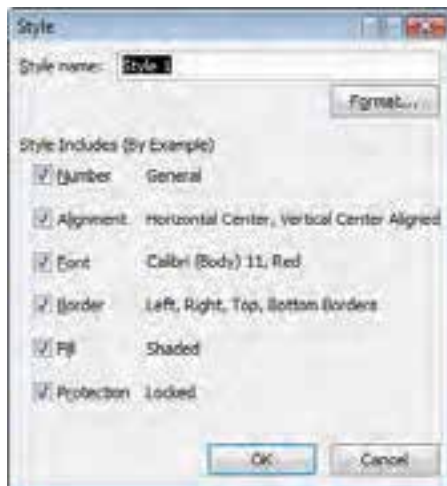 Style
Style name: Style 1
Format...
Style Includes (By Example)
Number General
Alignment Horizontal Center, Vertical Center Aligned
Font Calibri (Body) 11, Red
Border Left, Right, Top, Bottom Borders
Fill Shaded
Protection Locked
OK Cancel